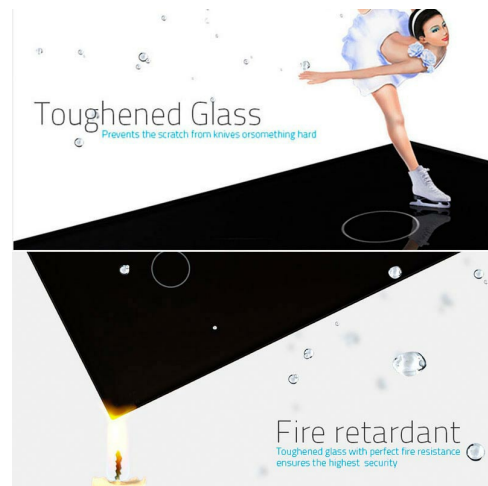 Toughened Glass
Prevents the scratch from knives orsomething hard
Fire retardant
Toughened glass with perfect fire resistance
ensures the highest security